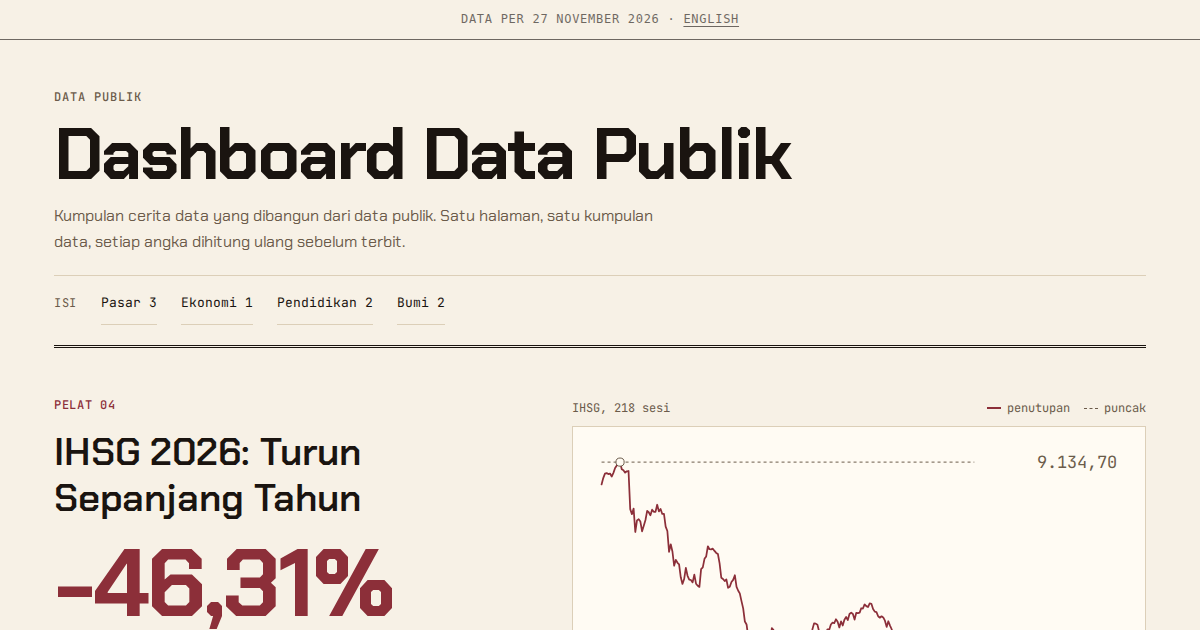 DATA PER 27 NOVEMBER 2026 · ENGLISH
DATA PUBLIK
Dashboard Data Publik
Kumpulan cerita data yang dibangun dari data publik. Satu halaman, satu kumpulan
data, setiap angka dihitung ulang sebelum terbit.
ISI Pasar 3 Ekonomi 1 Pendidikan 2 Bumi 2
PELAT 04
IHSG 2026: Turun
Sepanjang Tahun
-46,31%
IHSG, 218 sesi
penutupan puncak
9.134,70